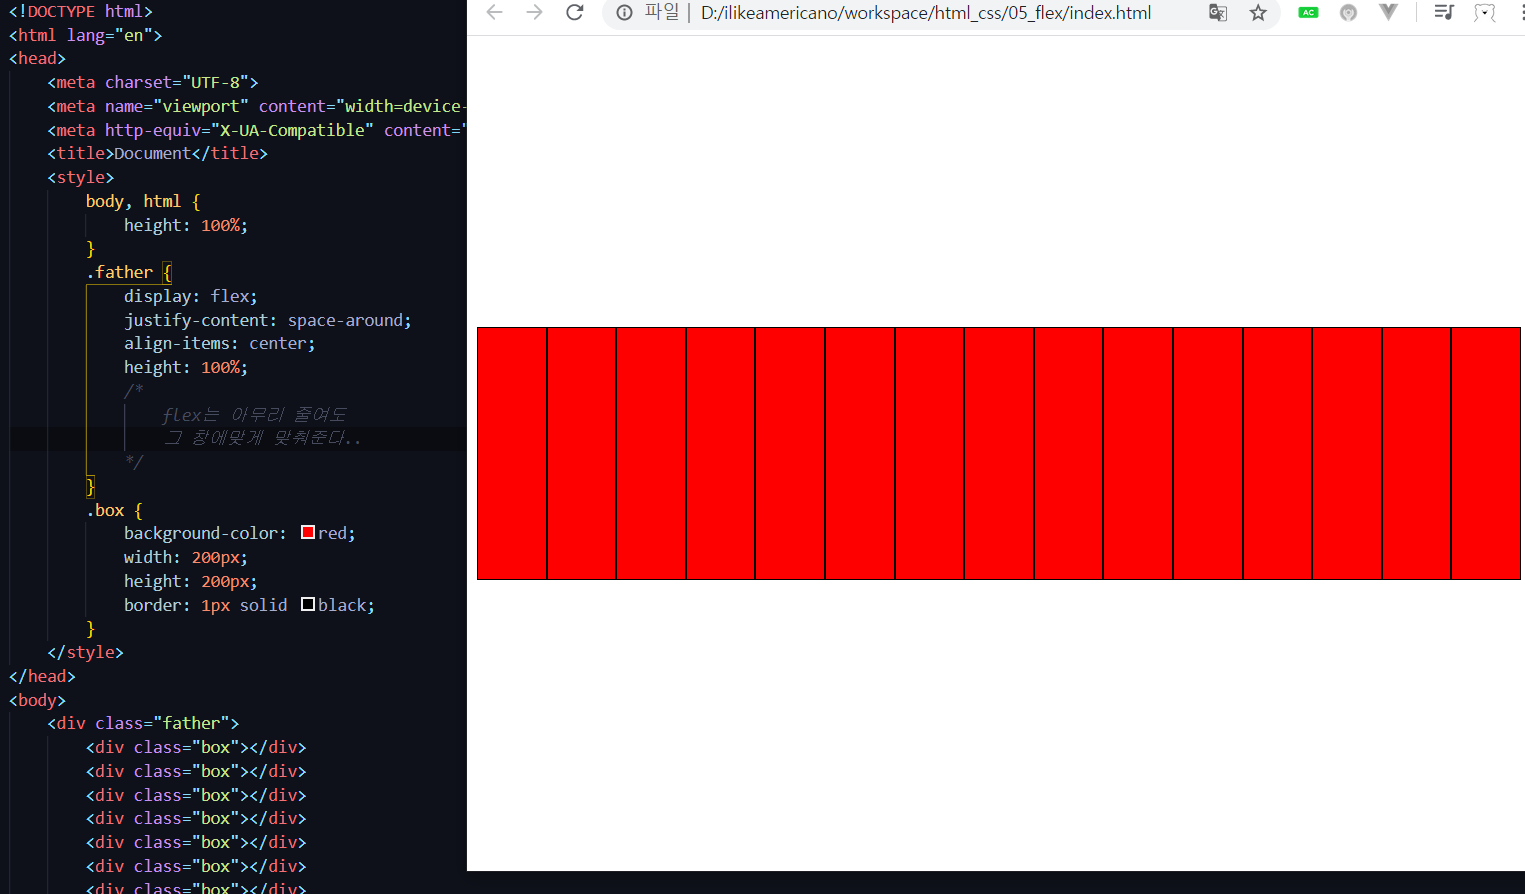 <!DOCTYPE html>
<html lang="en">
<head>
<meta charset="UTF-8">
<meta name="viewport" content="width=device-
<meta http-equiv="X-UA-Compatible" content="
<title>Document</title>
<style>
body, html {
height: 100%;
}
.father {
display: flex;
justify-content: space-around;
align-items: center;
height: 100%;
/*
flex는 아무리 줄여도
그 창에맞게 맞춰준다..
*/
}
.box {
background-color: red;
width: 200px;
height: 200px;
border: 1px solid black;
}
</style>
</head>
<body>
<div class="father">
<div class="box"></div>
<div class="box"></div>
<div class="box"></div>
<div class="box"></div>
<div class="box"></div>
<div class="box"></div>
<div class="box"></div>
파일 | D:/ilikeamericano/workspace/html_css/05_flex/index.html
AC